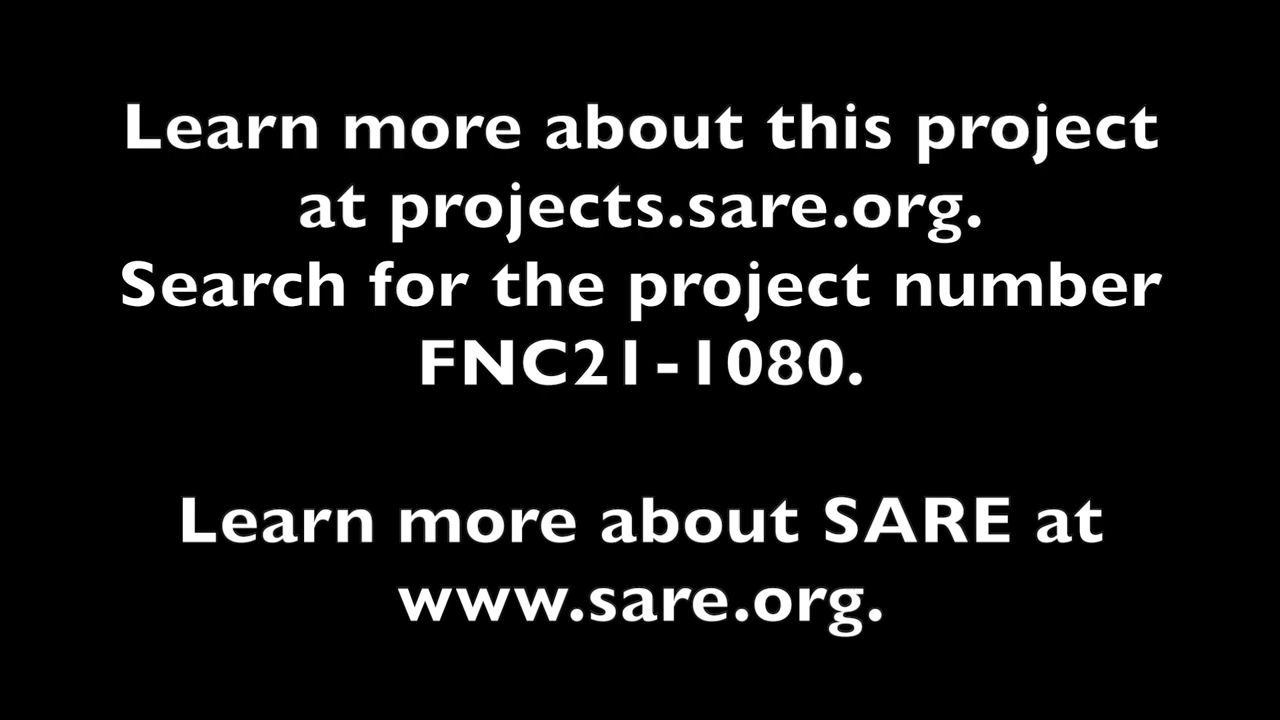 Learn more about this project
at projects.sare.org.
Search for the project number
FNC21-1080.
Learn more about SARE at
www.sare.org.